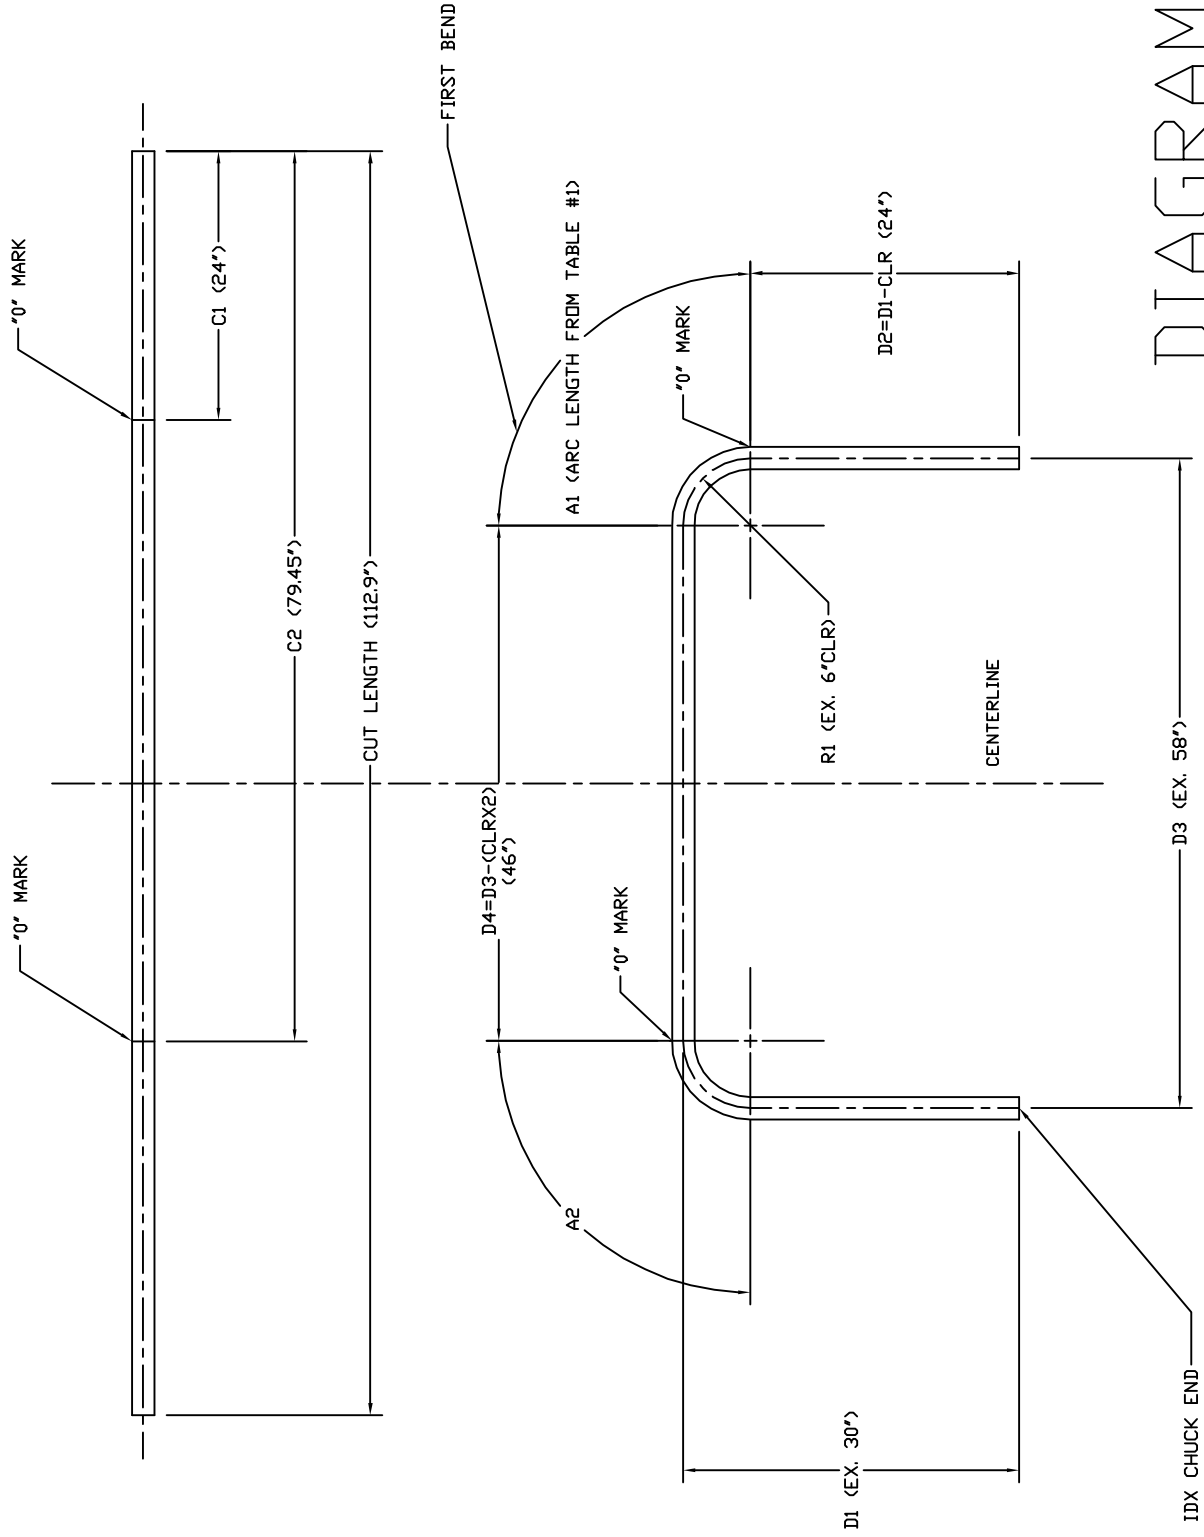 "0" MARK
"0" MARK
C1 (24")
C2 (79.45")
CUT LENGTH (112.9")
FIRST BEND
D4=D3-(CLRX2)
(46")
A1 (ARC LENGTH FROM TABLE #1)
A2
"0" MARK
"0" MARK
R1 (EX. 6"CLR)
D2=D1-CLR (24")
D1 (EX. 30")
CENTERLINE
D3 (EX. 58")
IDX CHUCK END
DIAGRAM